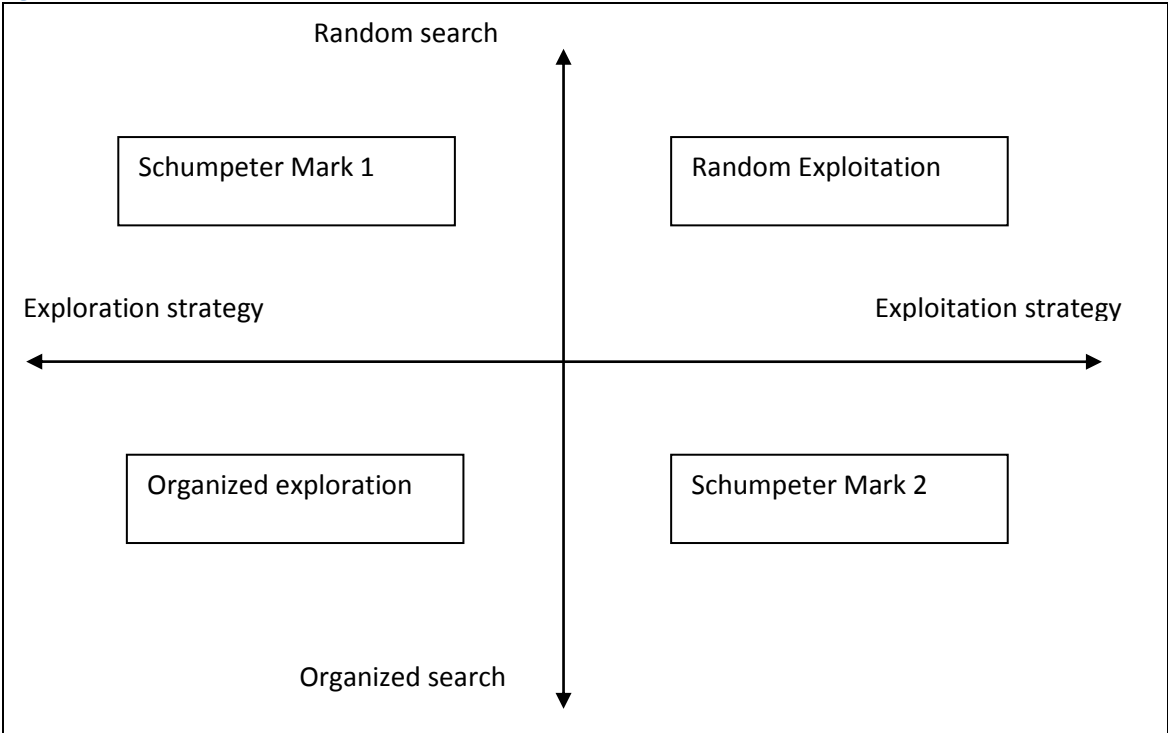 Random search
Schumpeter Mark 1
Random Exploitation
Exploration strategy
Exploitation strategy
Organized exploration
Schumpeter Mark 2
Organized search